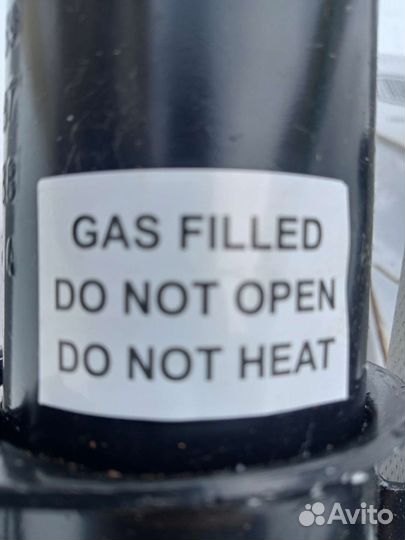 GAS FILLED
DO NOT OPEN
DO NOT HEAT
Avito